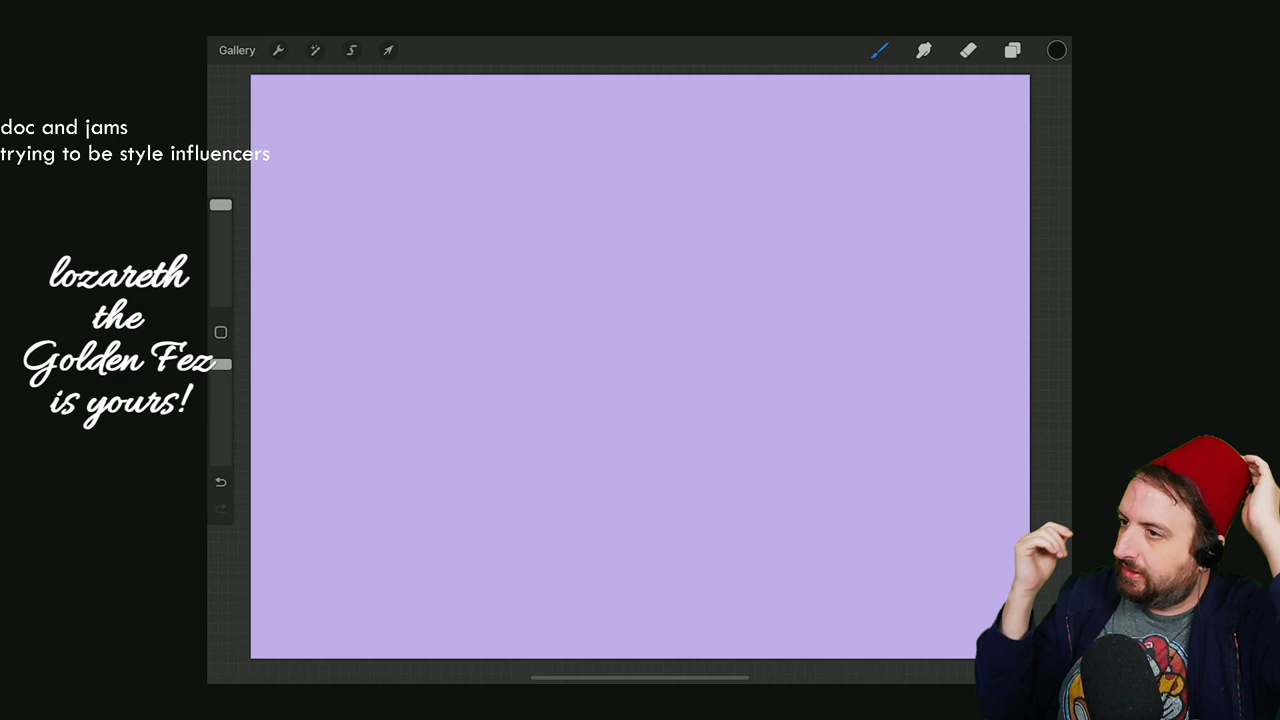 Gallery
doc and jams
trying to be style influencers
lozareth
the
Golden Fez
is yours!